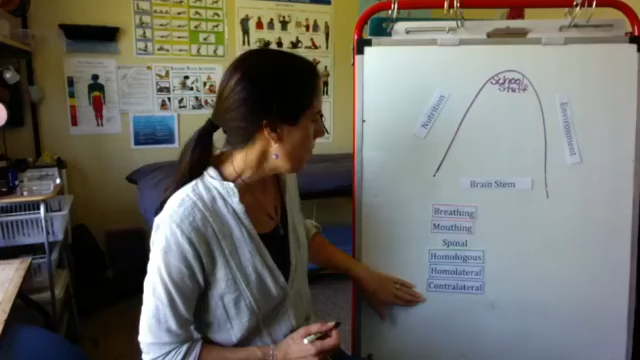 School
Stuff
Nutrition
Environment
Brain Stem
Breathing
Mouthing
Spinal
Homologous
Homolateral
Contralateral